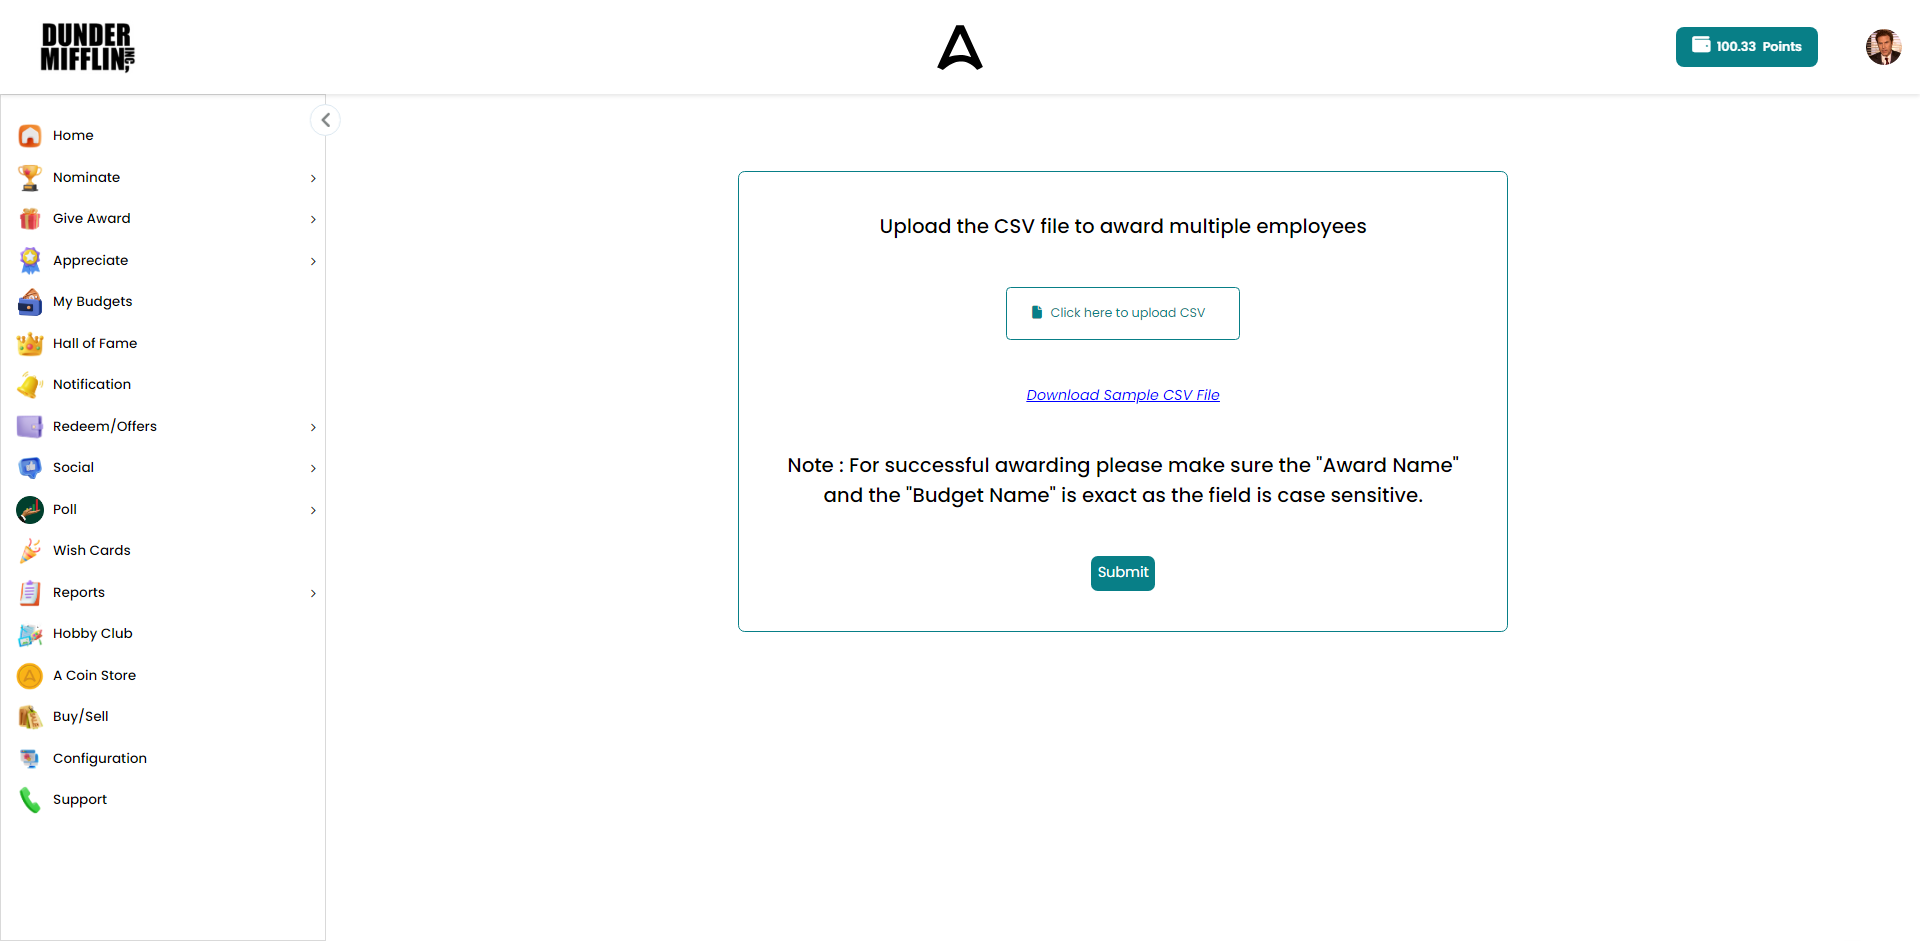 DUNDER
MIFFLIN INC,
100.33 Points
Home
Nominate
Give Award
Appreciate
My Budgets
Hall of Fame
Notification
Redeem/Offers
Social
Poll
Wish Cards
Reports
Hobby Club
A Coin Store
Buy/Sell
Configuration
Support
Upload the CSV file to award multiple employees
Click here to upload CSV
Download Sample CSV File
Note : For successful awarding please make sure the "Award Name"
and the "Budget Name" is exact as the field is case sensitive.
Submit